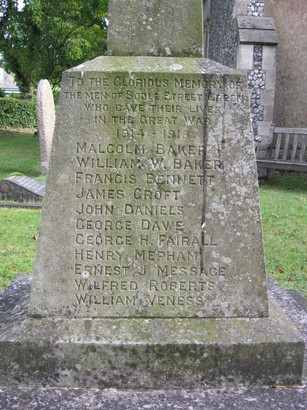 TO THE GLORIOUS MEMORY OF
THE MEN OF BODLE STREET GREEN
WHO GAVE THEIR LIVES
IN THE GREAT WAR
1914 - 1918
MALCOLM BAKER
WILLIAM W. BAKER
FRANCIS BENNETT
JAMES CROFT
JOHN DANIELS
GEORGE DAWE
GEORGE H. FAIRALL
HENRY MEPHAM
ERNEST J. MESSAGE
WILFRED ROBERTS
WILLIAM VENESS